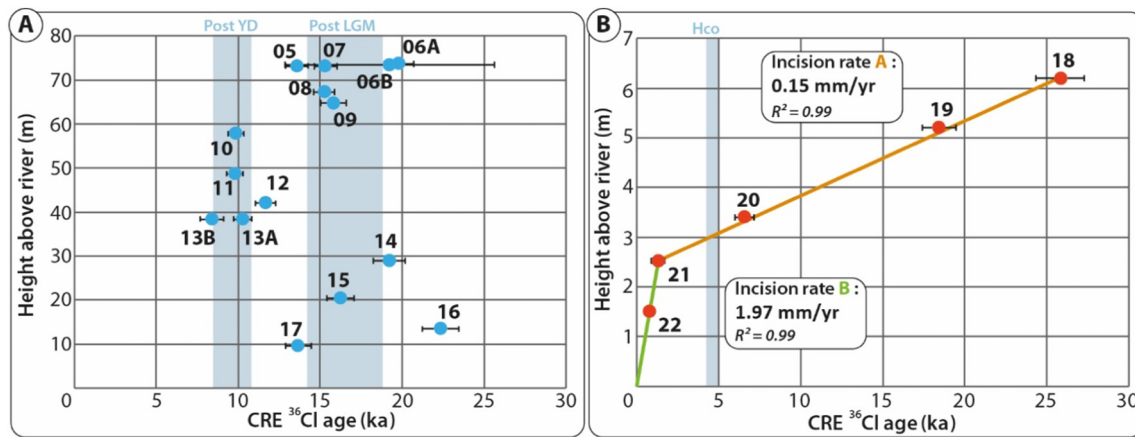 A
Post YD
Post LGM
80
70
60
50
40
30
20
10
Height above river (m)
05
07
06A
06B
08
09
10
11
12
13B
13A
14
15
16
17
0
5
10
15
20
25
30
CRE ³⁶Cl age (ka)
B
Hco
7
6
5
4
3
2
1
Height above river (m)
Incision rate A :
0.15 mm/yr
R² = 0.99
18
19
20
21
22
Incision rate B :
1.97 mm/yr
R² = 0.99
0
5
10
15
20
25
30
CRE ³⁶Cl age (ka)